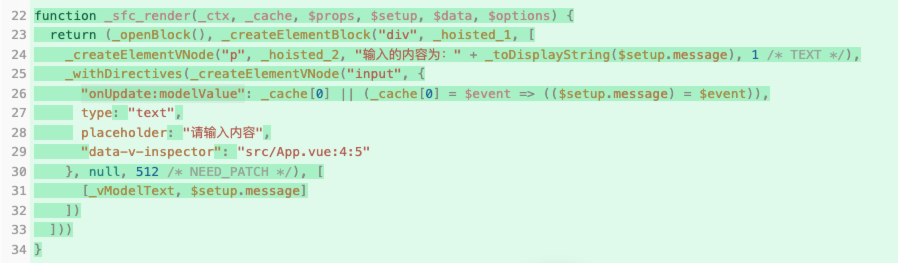 22 function _sfc_render(_ctx, _cache, $props, $setup, $data, $options) {
23   return (_openBlock(), _createElementBlock("div", _hoisted_1, [
24     _createElementVNode("p", _hoisted_2, "输入的内容为：" + _toDisplayString($setup.message), 1 /* TEXT */),
25     _withDirectives(_createElementVNode("input", {
26       "onUpdate:modelValue": _cache[0] || (_cache[0] = $event => (($setup.message) = $event)),
27       type: "text",
28       placeholder: "请输入内容",
29       "data-v-inspector": "src/App.vue:4:5"
30     }, null, 512 /* NEED_PATCH */), [
31       [_vModelText, $setup.message]
32     ])
33   ]))
34 }